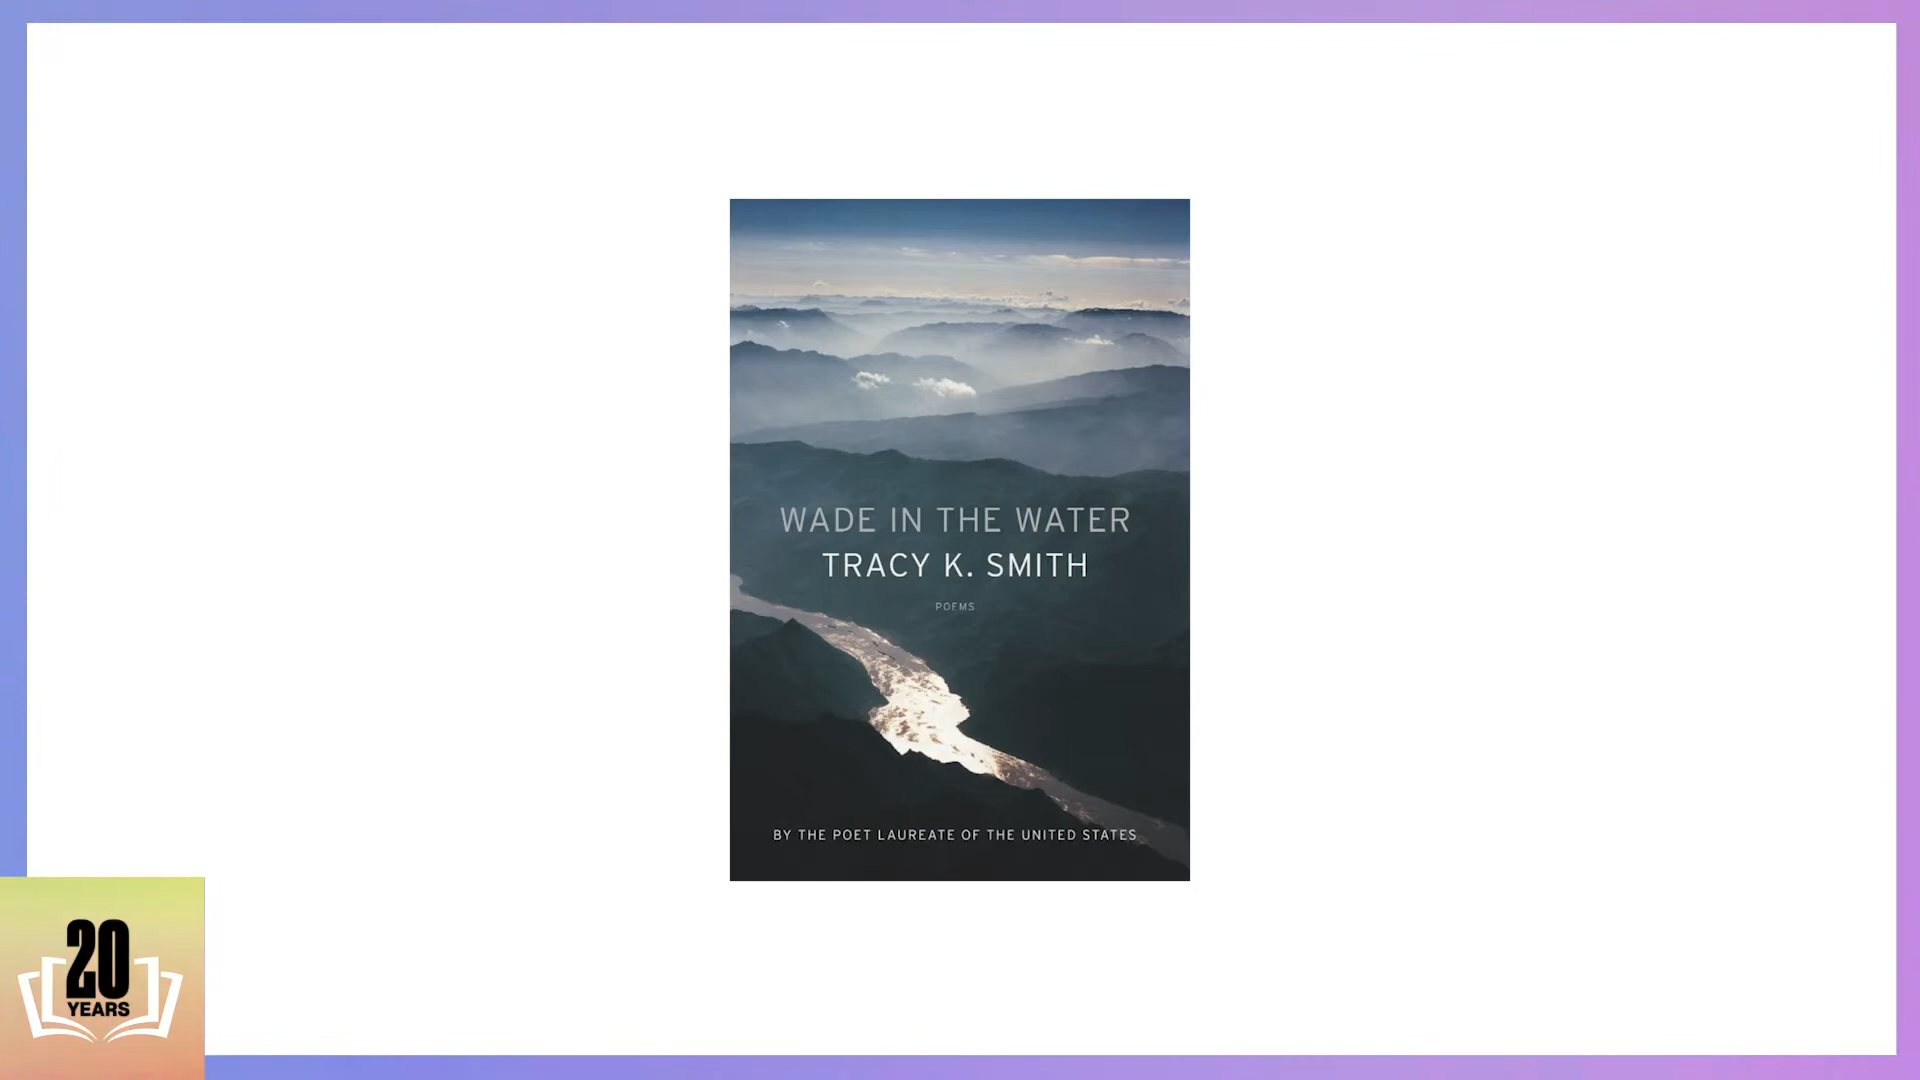 WADE IN THE WATER
TRACY K. SMITH
POEMS
BY THE POET LAUREATE OF THE UNITED STATES
20
YEARS